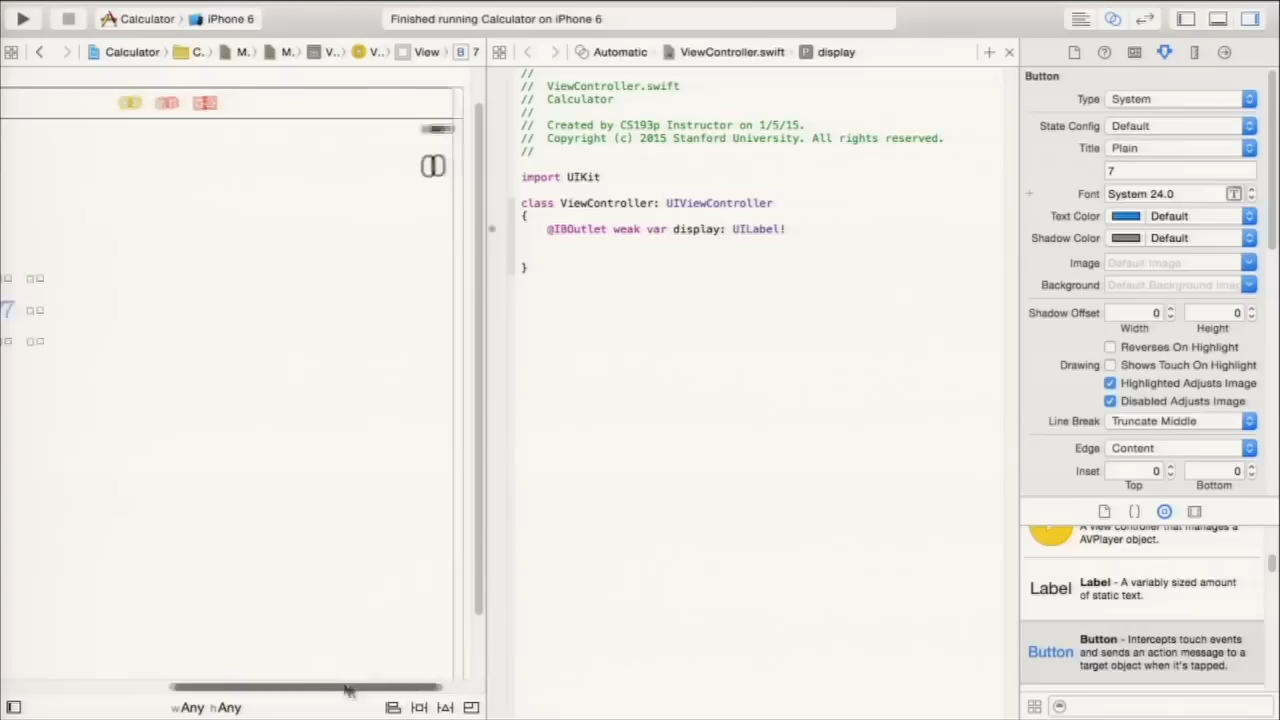 Calculator
iPhone 6
Finished running Calculator on iPhone 6
Calculator
C...
M...
M...
V...
V...
View
B
7
Automatic
ViewController.swift
display
//
// ViewController.swift
// Calculator
//
// Created by CS193p Instructor on 1/5/15.
// Copyright (c) 2015 Stanford University. All rights reserved.
//
import UIKit
class ViewController: UIViewController
{
@IBOutlet weak var display: UILabel!
}
0
7
wAny hAny
Button
Type System
State Config Default
Title Plain
7
Font System 24.0
Text Color Default
Shadow Color Default
Image Default Image
Background Default Background Imag
Shadow Offset 0 0
Width Height
Reverses On Highlight
Drawing Shows Touch On Highlight
Highlighted Adjusts Image
Disabled Adjusts Image
Line Break Truncate Middle
Edge Content
Inset 0 0
Top Bottom
A view controller that manages a
AVPlayer object.
Label
Label - A variably sized amount
of static text.
Button
Button - Intercepts touch events
and sends an action message to a
target object when it's tapped.